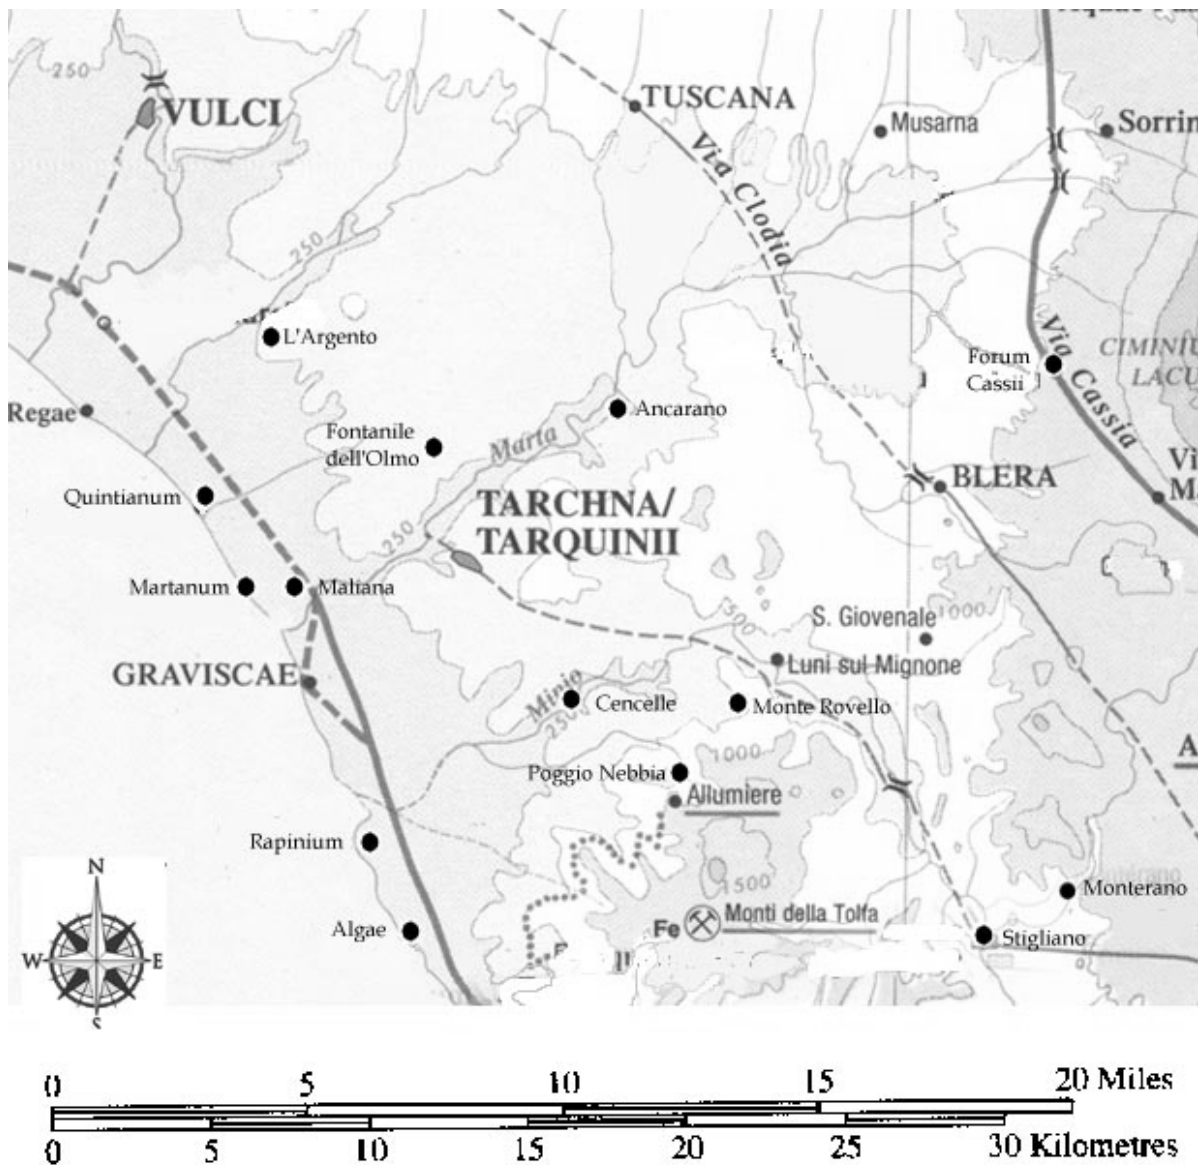 250
VULCI
TUSCANA
Musarna
Sorrin
Via Clodia
250
L'Argento
Via Cassia
CIMINIU
LACU
Forum
Cassii
Regae
Ancarano
Fontanile
dell'Olmo
Marta
BLERA
Vi
Ma
Quintianum
TARCHNA/
TARQUINII
250
Martanum
Maltana
500
S. Giovenale
1000
Luni sul Mignone
GRAVISCAE
Minio
250
Cencelle
Monte Rovello
Poggio Nebbia
1000
A
Allumiere
Rapinium
1500
Monterano
Monti della Tolfa
Fe
Algae
Stigliano
N
W
E
S
0 5 10 15 20 Miles
0 5 10 15 20 25 30 Kilometres